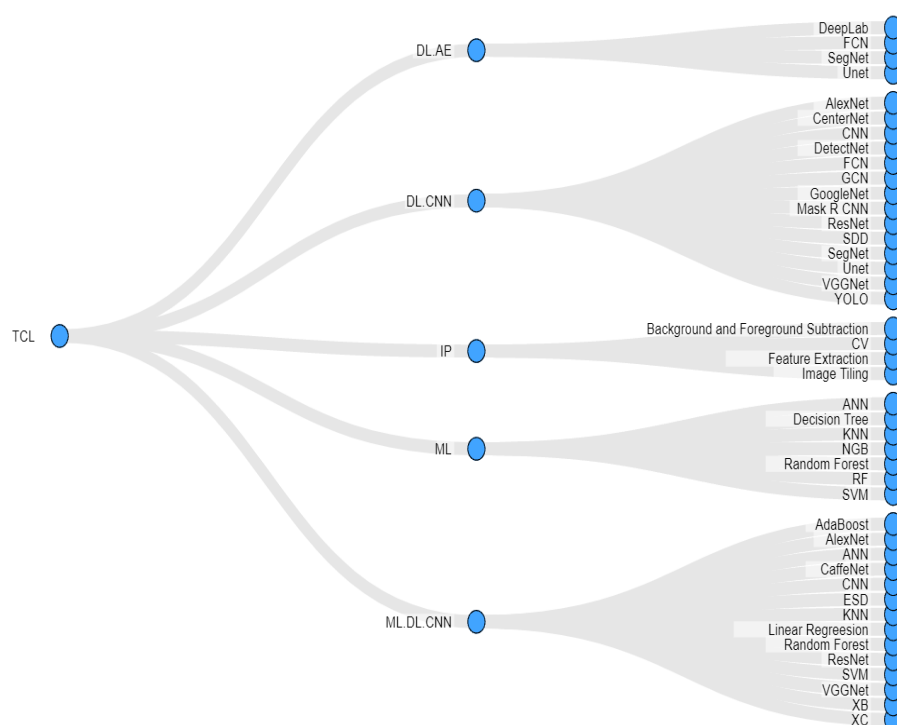 TCL
DL.AE
DeepLab
FCN
SegNet
Unet
DL.CNN
AlexNet
CenterNet
CNN
DetectNet
FCN
GCN
GoogleNet
Mask R CNN
ResNet
SDD
SegNet
Unet
VGGNet
YOLO
IP
Background and Foreground Subtraction
CV
Feature Extraction
Image Tiling
ML
ANN
Decision Tree
KNN
NGB
Random Forest
RF
SVM
ML.DL.CNN
AdaBoost
AlexNet
ANN
CaffeNet
CNN
ESD
KNN
Linear Regreesion
Random Forest
ResNet
SVM
VGGNet
XB
XC